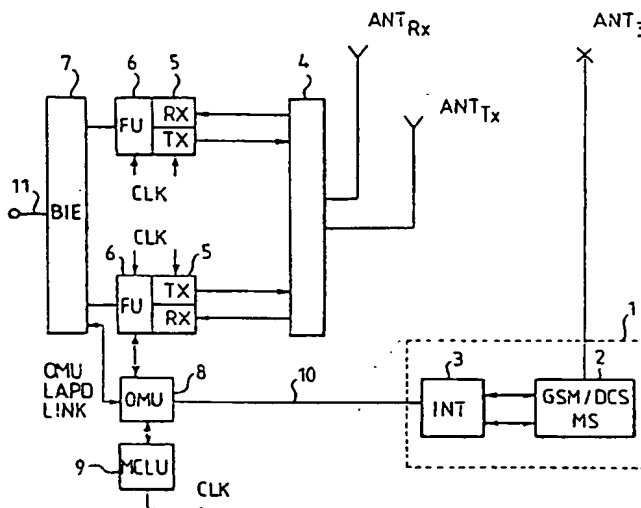 ANT Rx
ANT 3
7
6
5
4
ANT Tx
RX
FU
TX
CLK
11
BIE
CLK
6
5
TX
FU
RX
1
3
2
OMU
LAPD
LINK
8
OMU
10
INT
GSM/DCS
MS
9
MCLU
CLK